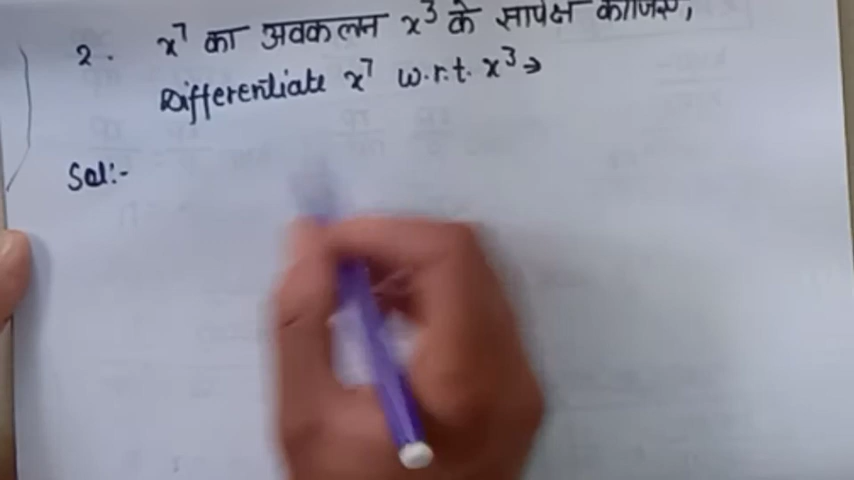 2. x⁷ का अवकलन x³ के सापेक्ष कीजिए,
Differentiate x⁷ w.r.t. x³→
Sol:-